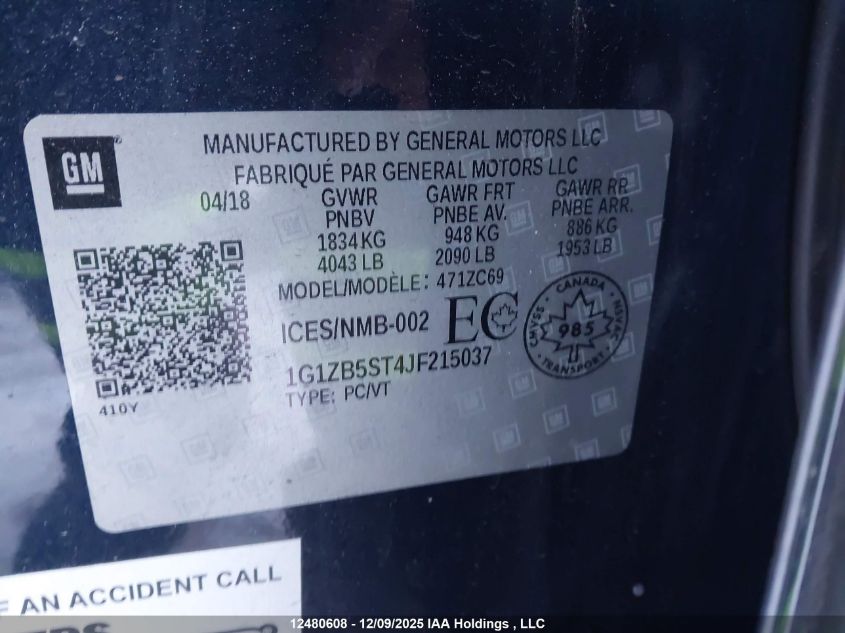 GM
MANUFACTURED BY GENERAL MOTORS LLC
FABRIQUÉ PAR GENERAL MOTORS LLC
04/18 GVWR GAWR FRT GAWR RR
PNBV PNBE AV. PNBE ARR.
1834 KG 948 KG 886 KG
4043 LB 2090 LB 1953 LB
MODEL/MODÈLE: 471ZC69
ICES/NMB-002 EC
CANADA
CMVSS 985 NSVAC
1G1ZB5ST4JF215037
TYPE: PC/VT
410Y
AN ACCIDENT CALL
12480608 - 12/09/2025 IAA Holdings , LLC